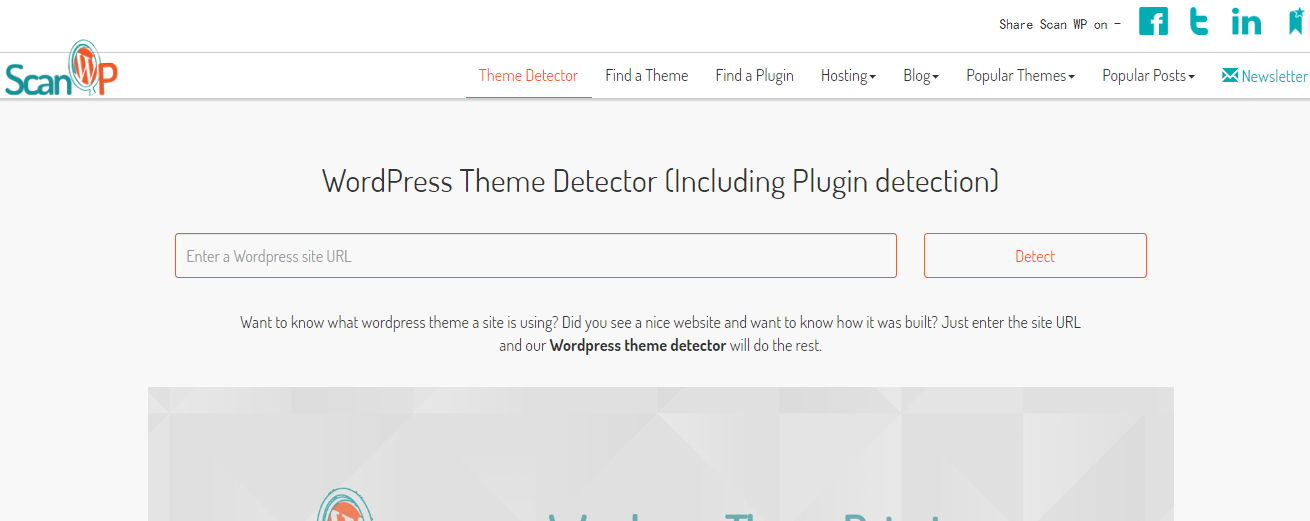 Share Scan WP on -
ScanWP
Theme Detector Find a Theme Find a Plugin Hosting Blog Popular Themes Popular Posts Newsletter
WordPress Theme Detector (Including Plugin detection)
Enter a Wordpress site URL Detect
Want to know what wordpress theme a site is using? Did you see a nice website and want to know how it was built? Just enter the site URL
and our Wordpress theme detector will do the rest.